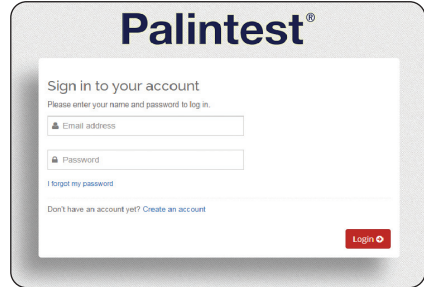 Palintest®
Sign in to your account
Please enter your name and password to log in.
Email address
Password
I forgot my password
Don't have an account yet? Create an account
Login